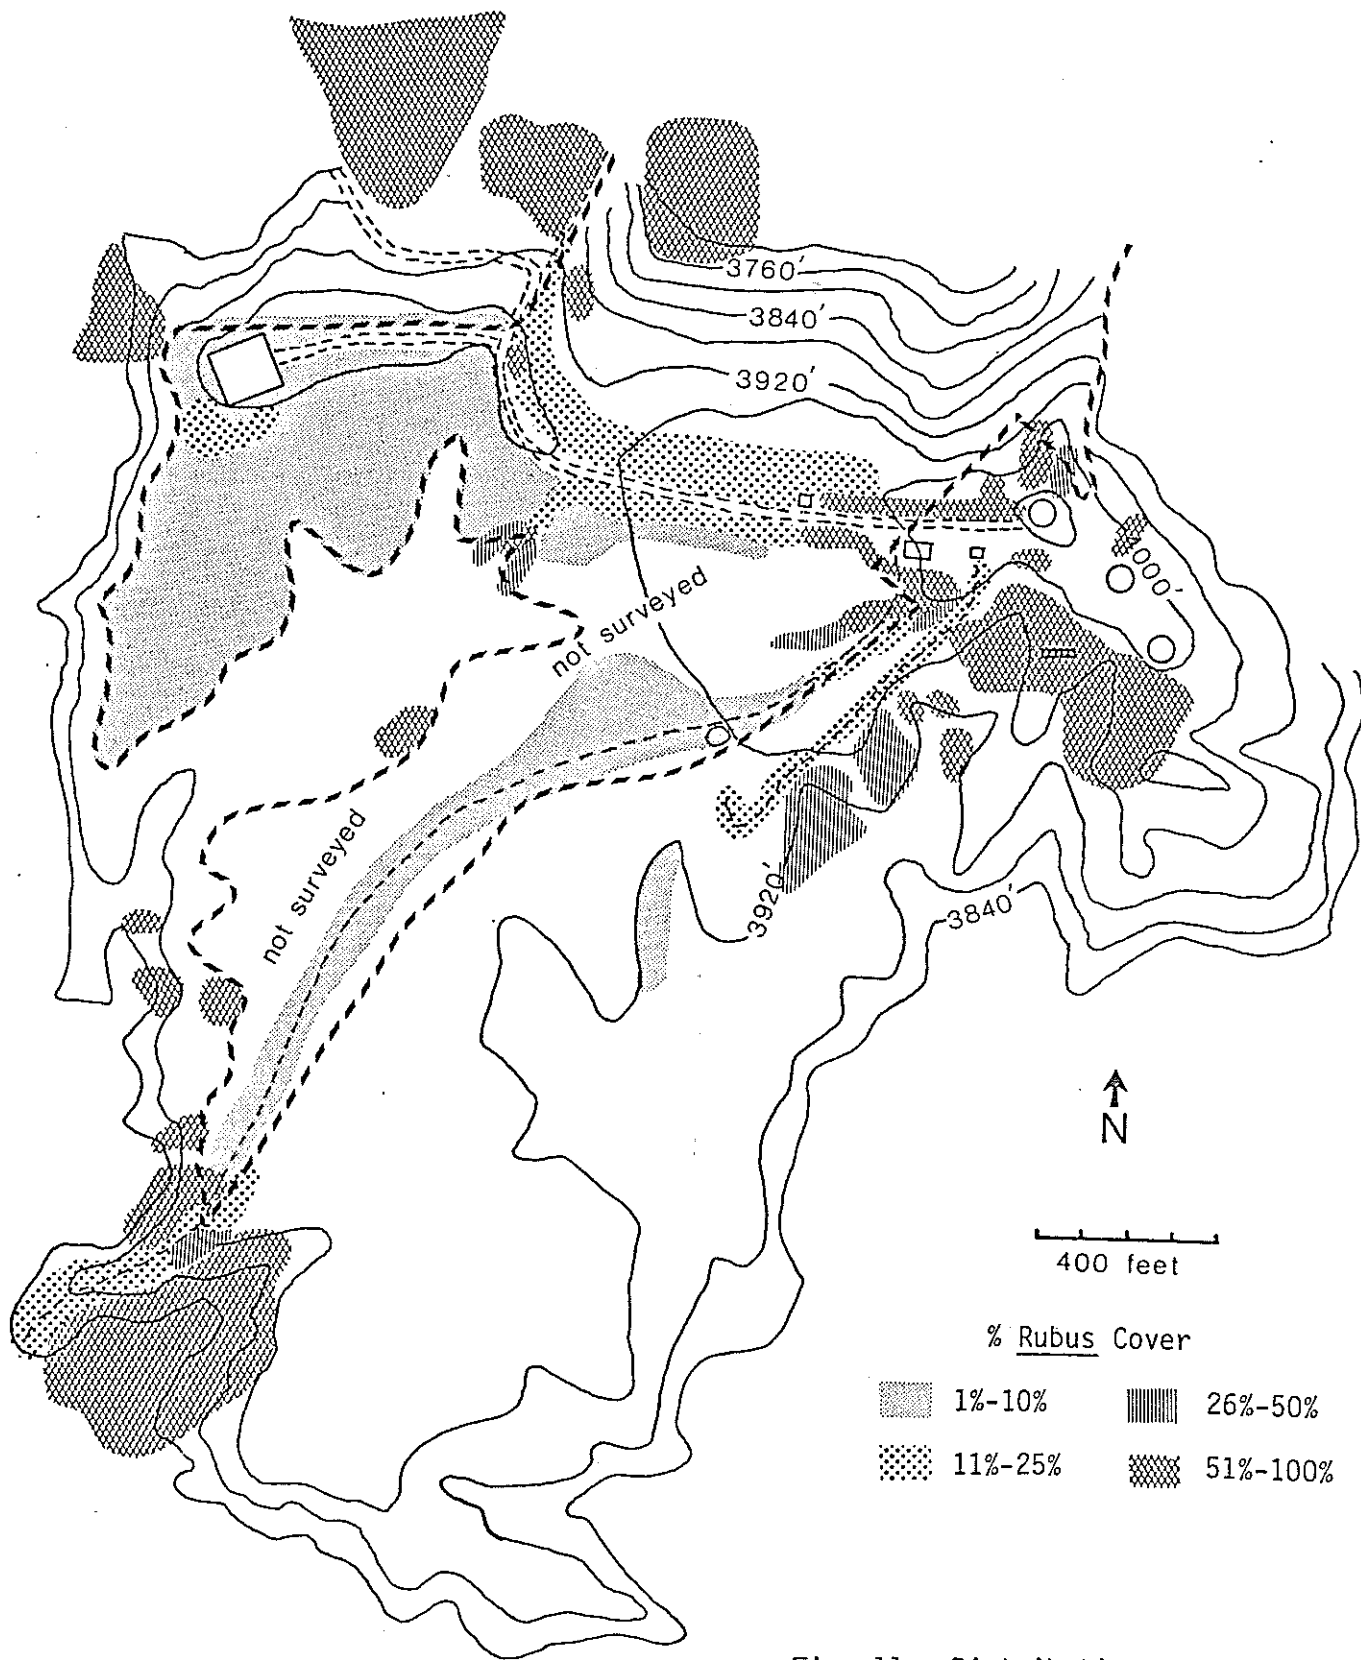 3760'
3840'
3920'
000'
not surveyed
not surveyed
3920'
3840'
N
400 feet
% Rubus Cover
1%-10%
26%-50%
11%-25%
51%-100%